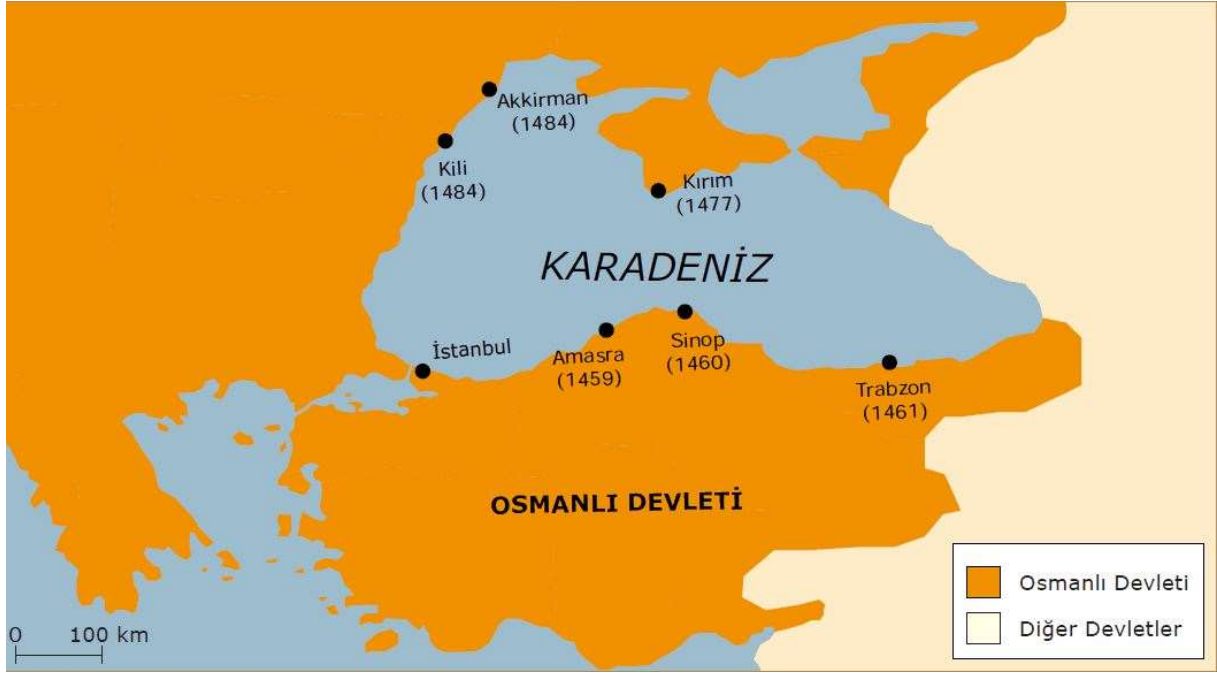 Akkirman
(1484)
Kili
(1484)
Kırım
(1477)
KARADENİZ
İstanbul
Amasra
(1459)
Sinop
(1460)
Trabzon
(1461)
OSMANLI DEVLETİ
Osmanlı Devleti
Diğer Devletler
0 100 km